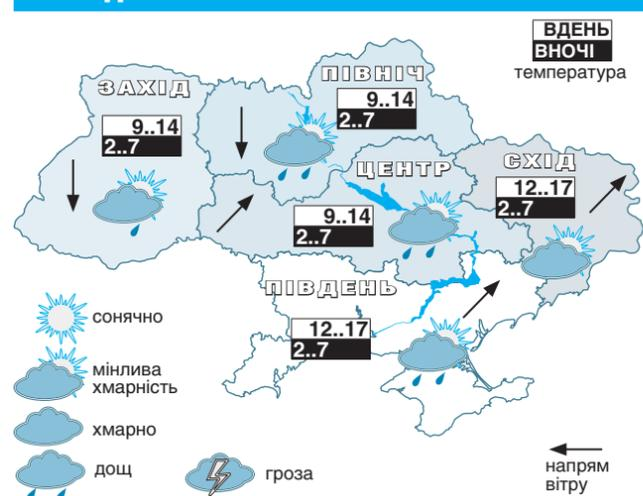 ВДЕНЬ
ВНОЧІ
температура
ПІВНІЧ
9..14
2..7
ЗАХІД
9..14
2..7
ЦЕНТР
9..14
2..7
СХІД
12..17
2..7
ПІВДЕНЬ
12..17
2..7
сонячно
мінлива
хмарність
хмарно
дощ
гроза
напрям
вітру